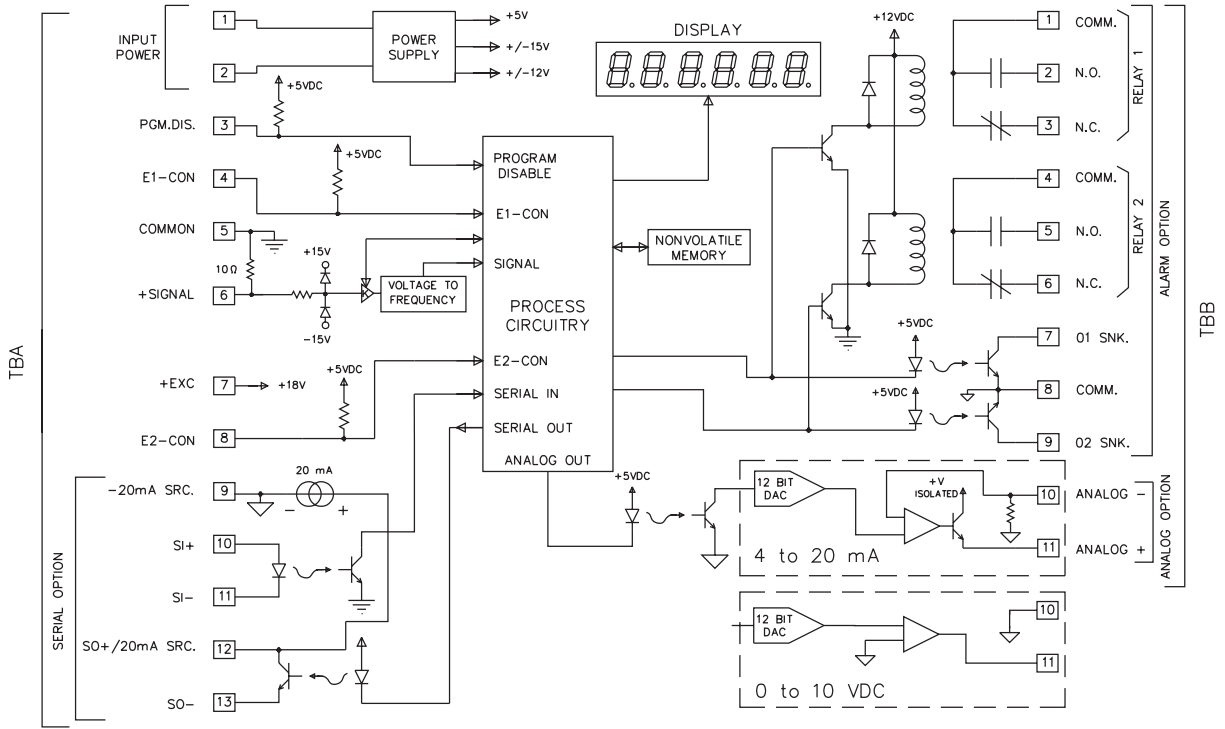 TBA
INPUT
POWER
1
2
POWER
SUPPLY
+5V
+/-15V
+/-12V
+5VDC
PGM.DIS.
3
E1-CON
4
+5VDC
COMMON
5
10Ω
+15V
+SIGNAL
6
-15V
VOLTAGE TO
FREQUENCY
+EXC
7
+18V
+5VDC
E2-CON
8
SERIAL OPTION
-20mA SRC.
9
20 mA
-
+
SI+
10
SI-
11
SO+/20mA SRC.
12
SO-
13
DISPLAY
8.8.8.8.8.8.
PROGRAM
DISABLE
E1-CON
SIGNAL
PROCESS
CIRCUITRY
E2-CON
SERIAL IN
SERIAL OUT
ANALOG OUT
NONVOLATILE
MEMORY
+12VDC
1
COMM.
2
N.O.
3
N.C.
RELAY 1
4
COMM.
5
N.O.
6
N.C.
RELAY 2
ALARM OPTION
TBB
+5VDC
7
O1 SNK.
8
COMM.
+5VDC
9
O2 SNK.
+5VDC
12 BIT
DAC
+V
ISOLATED
10
ANALOG -
11
ANALOG +
ANALOG OPTION
4 to 20 mA
12 BIT
DAC
10
11
0 to 10 VDC